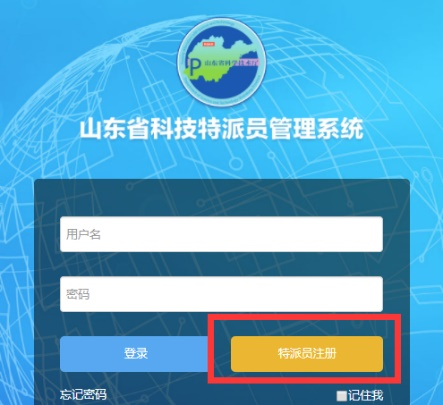 山东省科技特派员管理系统
用户名
密码
登录
特派员注册
忘记密码
记住我